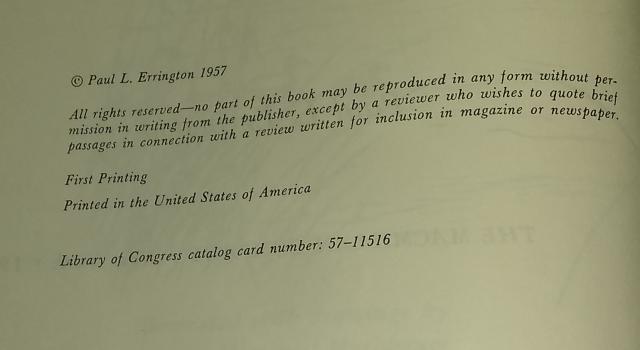 © Paul L. Errington 1957
All rights reserved—no part of this book may be reproduced in any form without per-
mission in writing from the publisher, except by a reviewer who wishes to quote brief
passages in connection with a review written for inclusion in magazine or newspaper.
First Printing
Printed in the United States of America
Library of Congress catalog card number: 57–11516